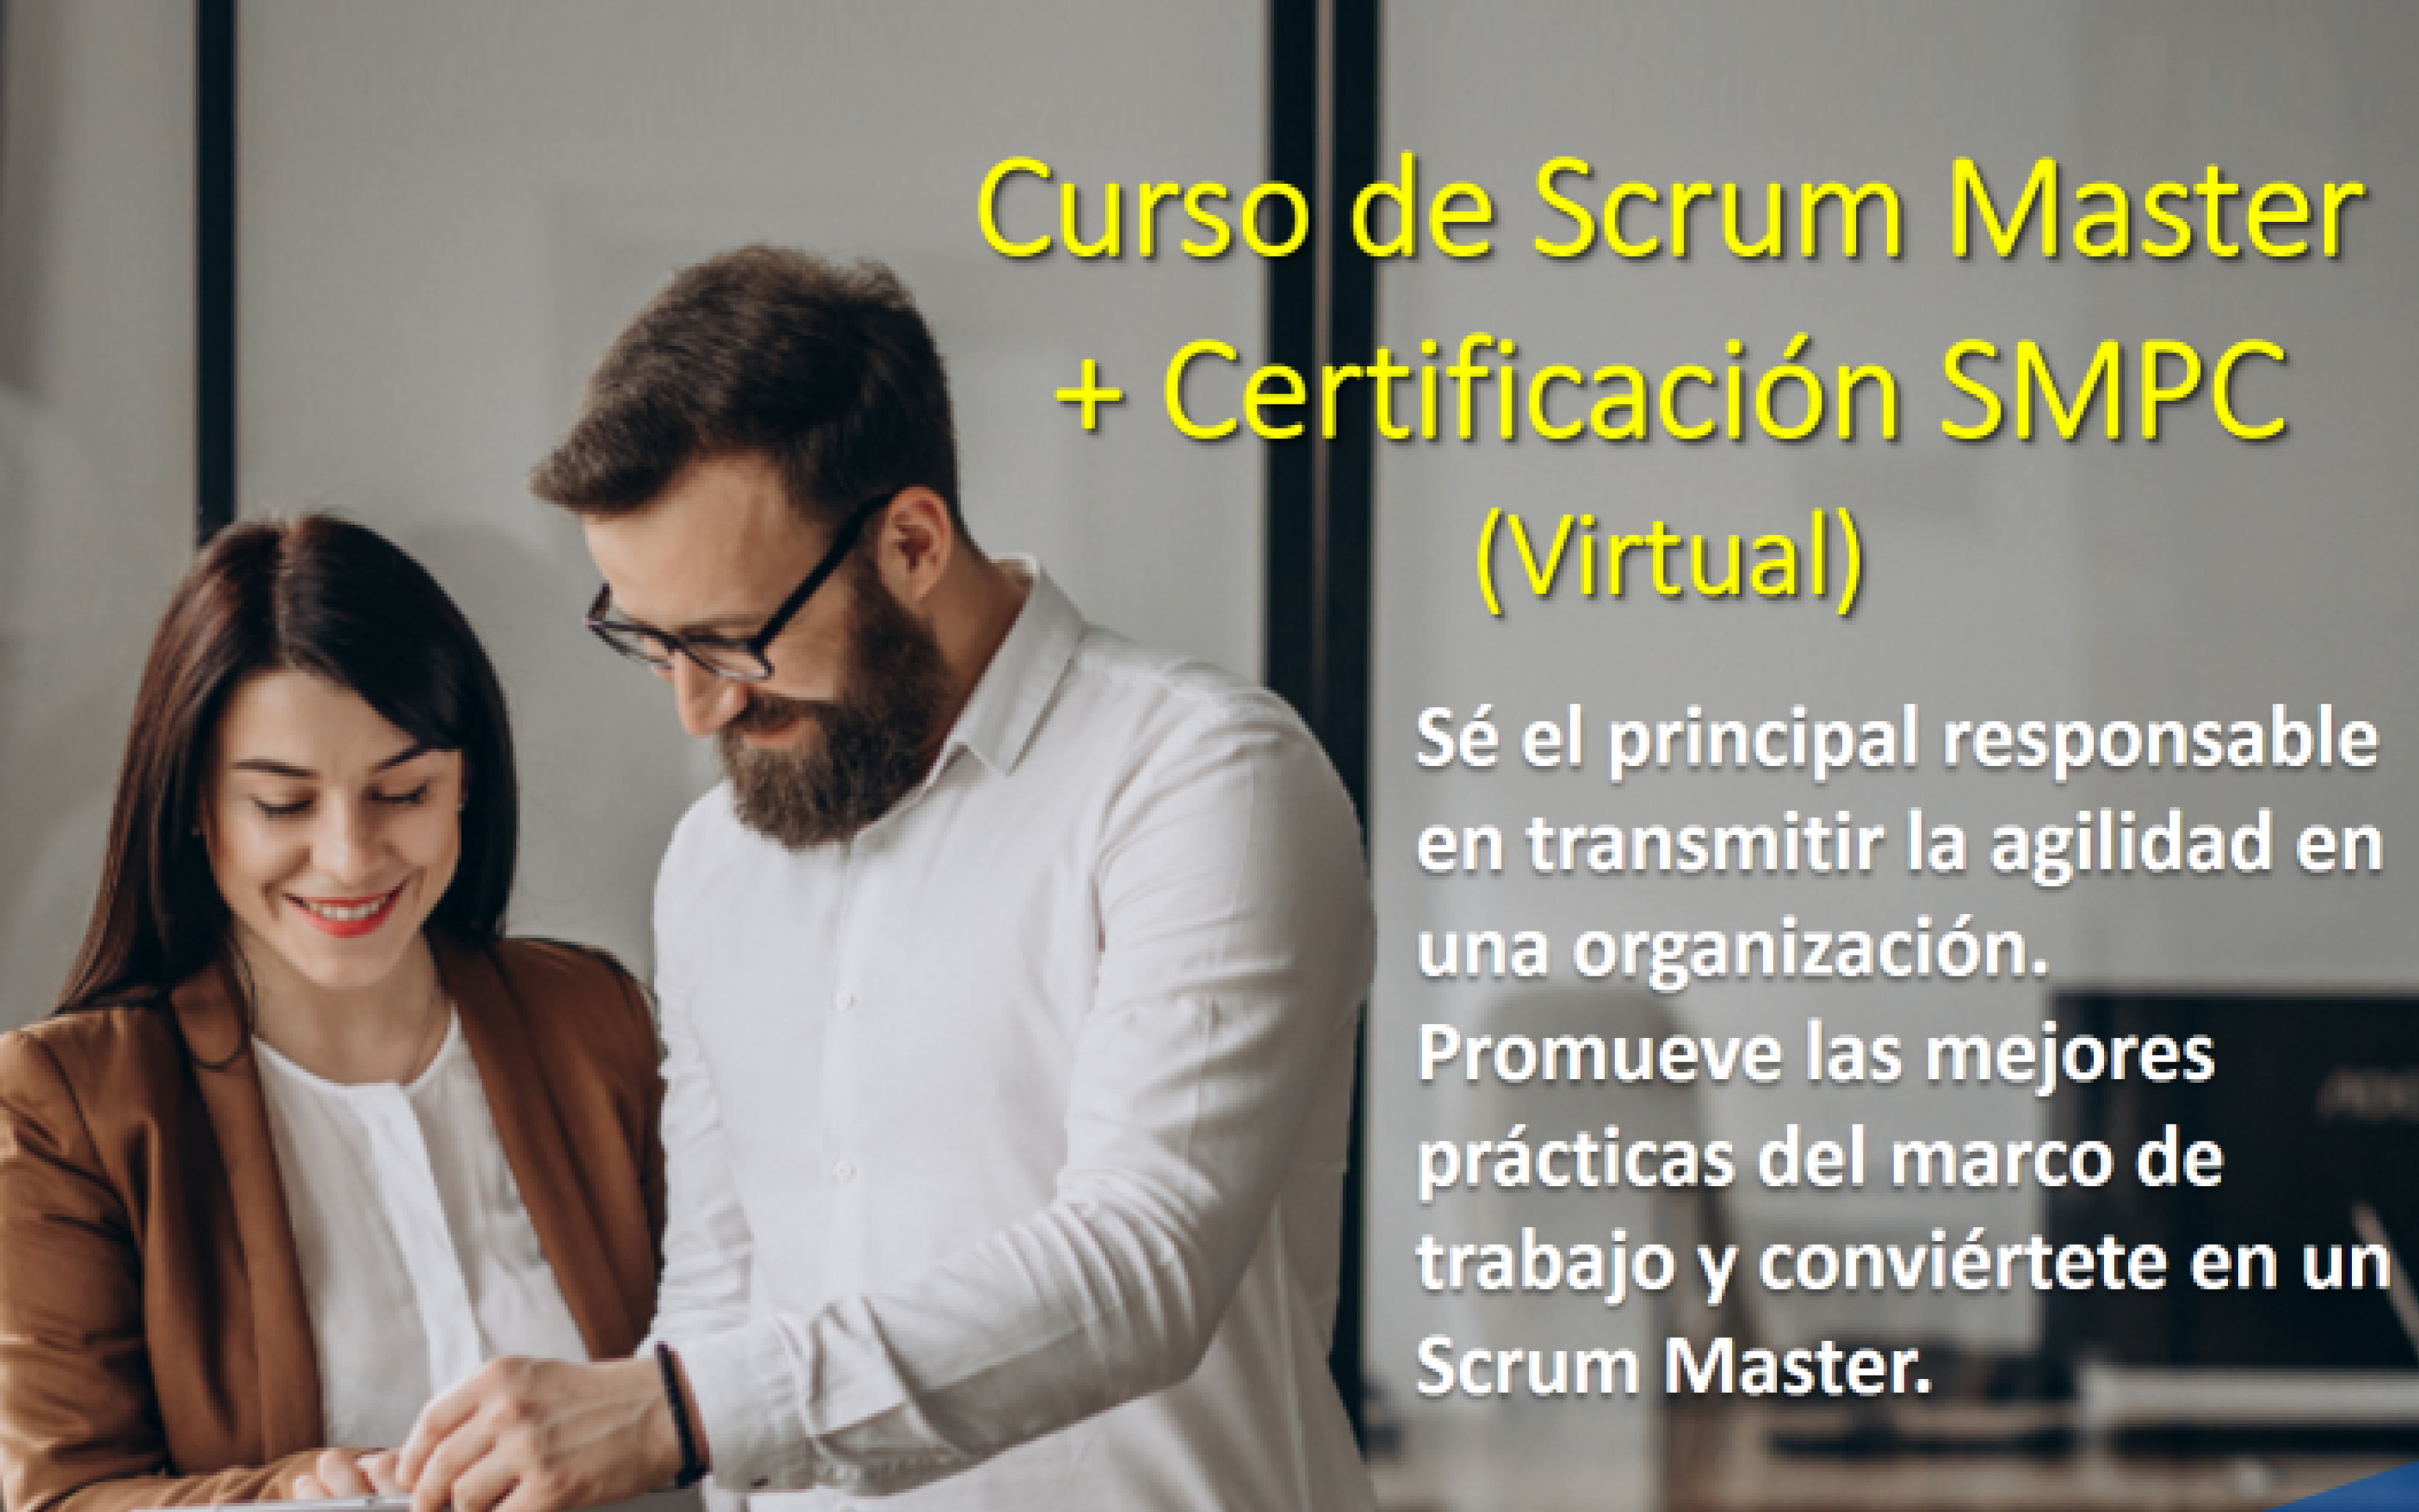 Curso de Scrum Master
+ Certificación SMPC
(Virtual)
Sé el principal responsable
en transmitir la agilidad en
una organización.
Promueve las mejores
prácticas del marco de
trabajo y conviértete en un
Scrum Master.